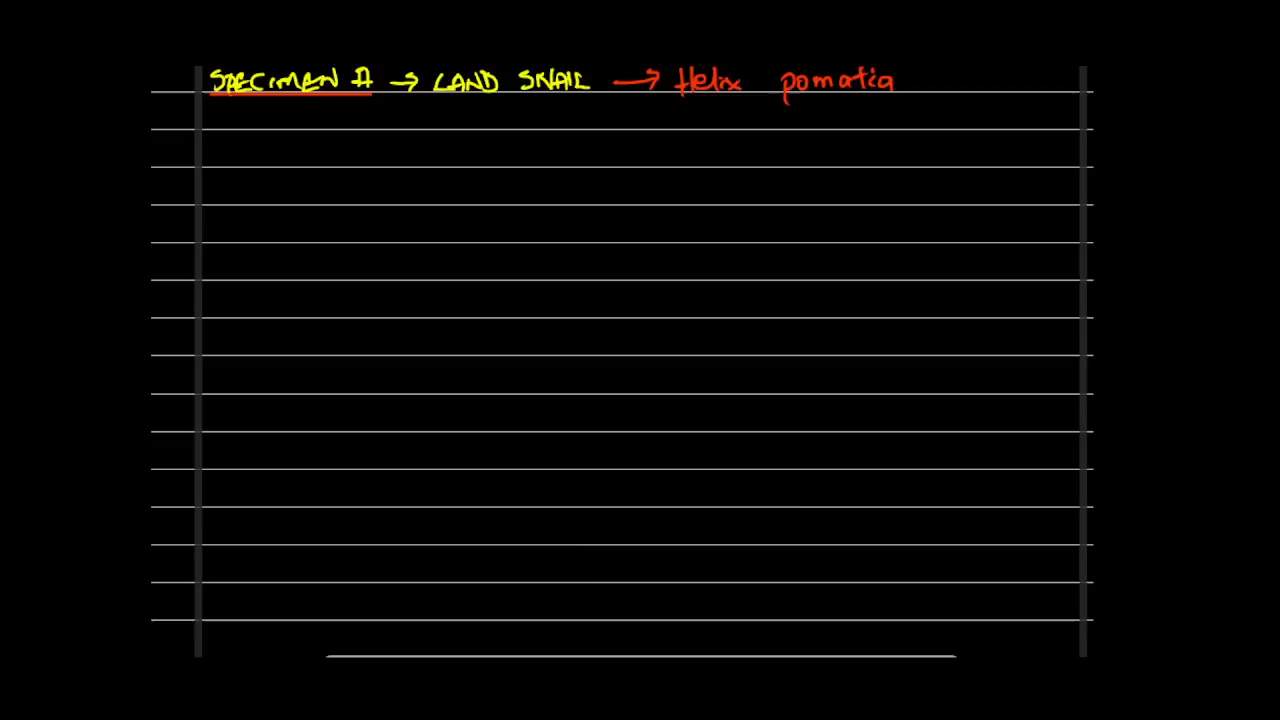 SPECIMEN A → LAND SNAIL → Helix pomatia